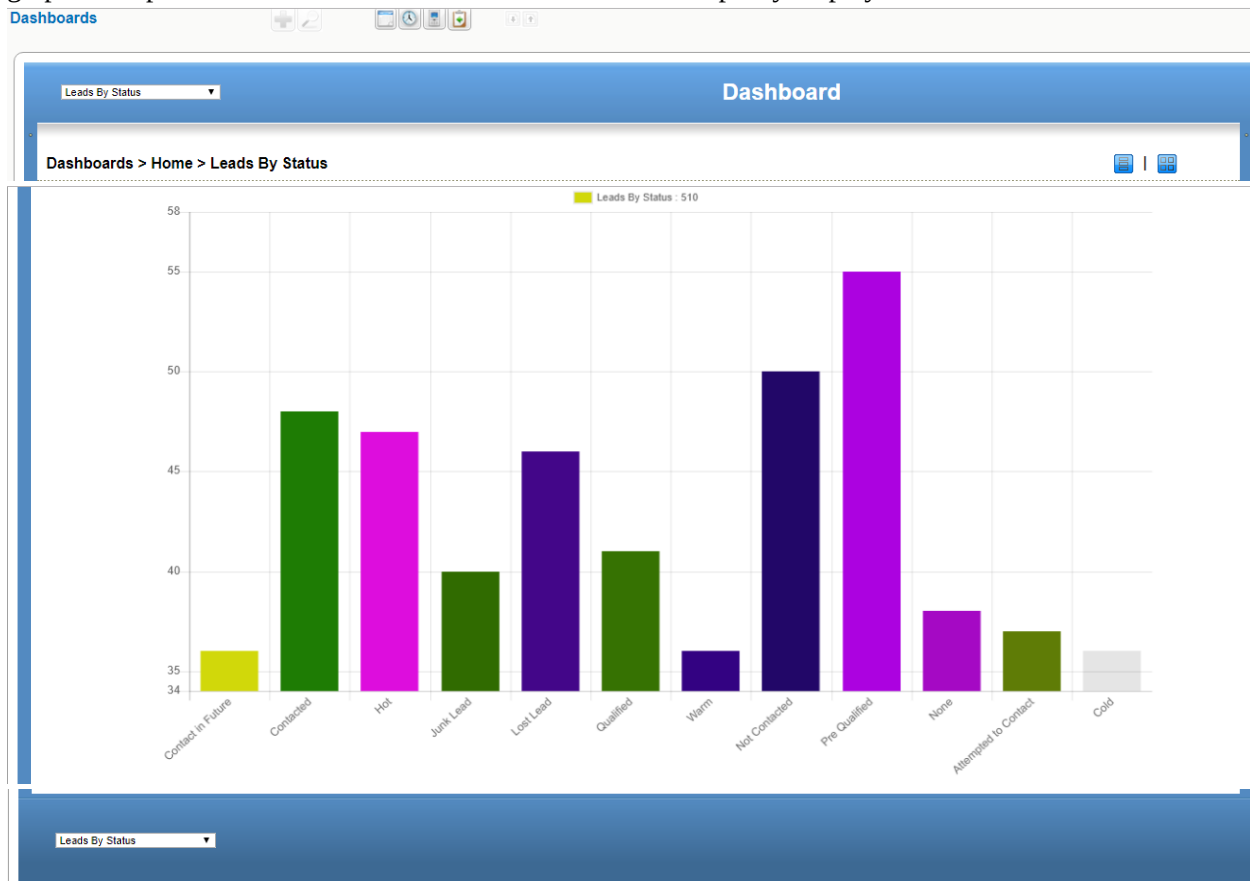 Dashboards
Leads By Status
Dashboard
Dashboards > Home > Leads By Status
|
Leads By Status : 510
58
55
50
45
40
35
34
Contact in Future
Contacted
Hot
Junk Lead
Lost Lead
Qualified
Warm
Not Contacted
Pre Qualified
None
Attempted to Contact
Cold
Leads By Status